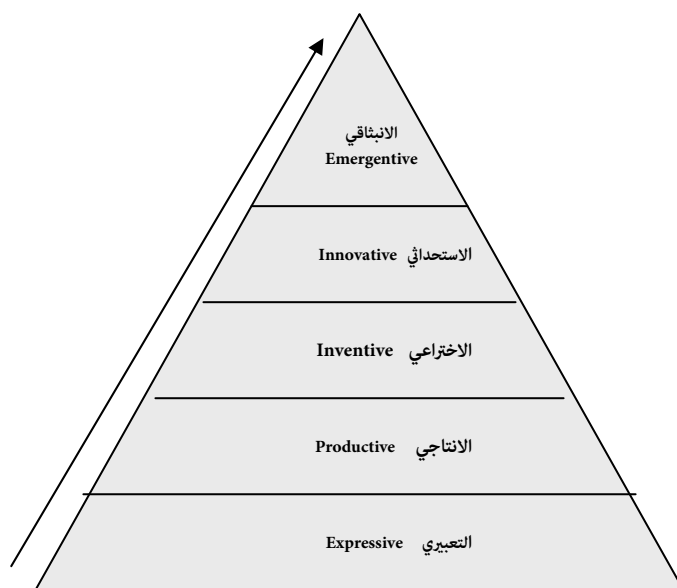 الانبثاقي
Emergentive
الاستحداثي Innovative
الاختراعي Inventive
الانتاجي Productive
التعبيري Expressive